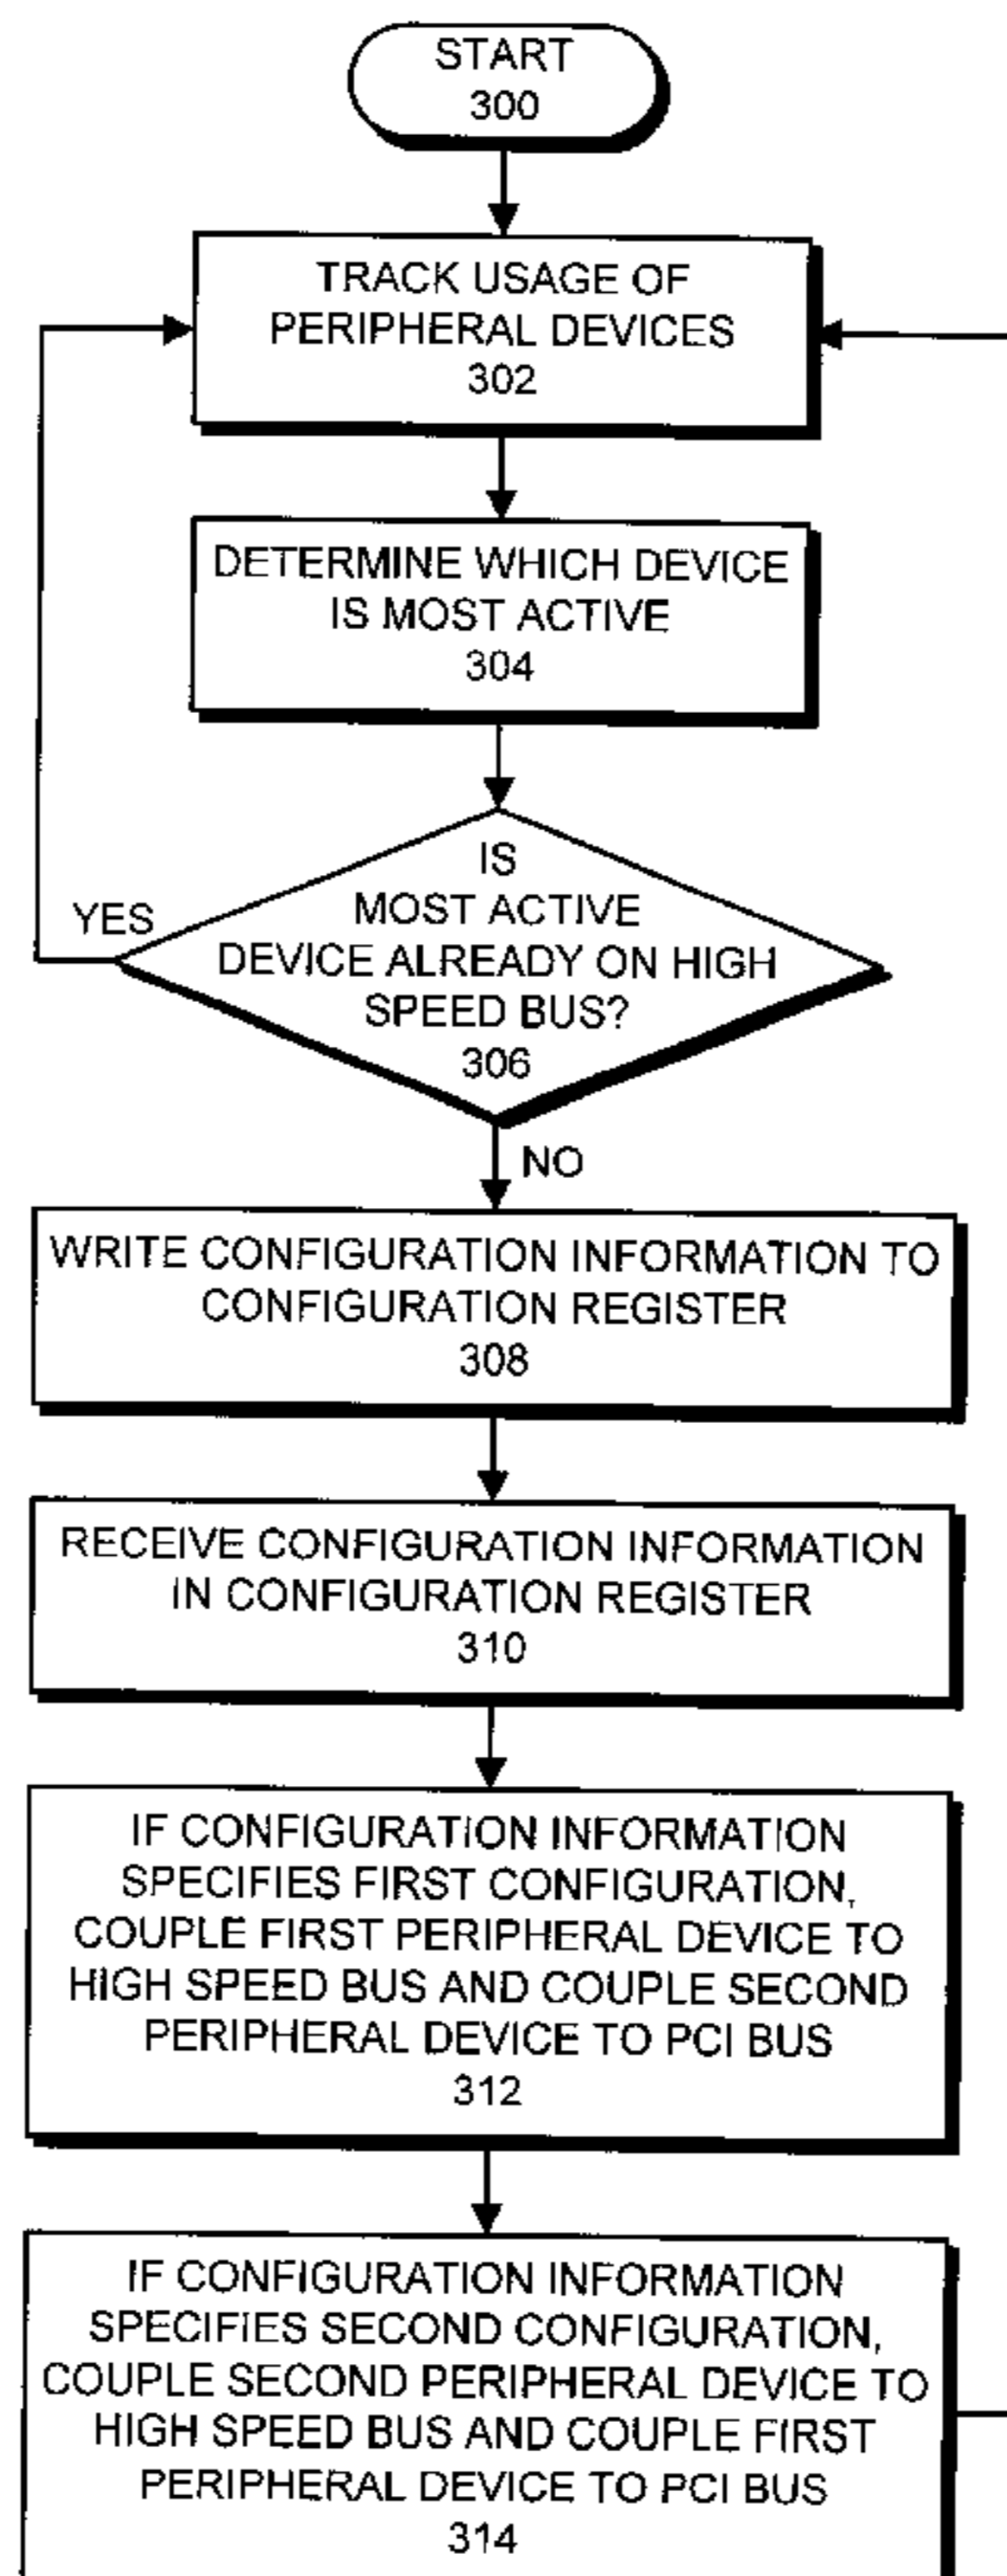 START
300
TRACK USAGE OF
PERIPHERAL DEVICES
302
DETERMINE WHICH DEVICE
IS MOST ACTIVE
304
IS
MOST ACTIVE
DEVICE ALREADY ON HIGH
SPEED BUS?
306
YES
NO
WRITE CONFIGURATION INFORMATION TO
CONFIGURATION REGISTER
308
RECEIVE CONFIGURATION INFORMATION
IN CONFIGURATION REGISTER
310
IF CONFIGURATION INFORMATION
SPECIFIES FIRST CONFIGURATION,
COUPLE FIRST PERIPHERAL DEVICE TO
HIGH SPEED BUS AND COUPLE SECOND
PERIPHERAL DEVICE TO PCI BUS
312
IF CONFIGURATION INFORMATION
SPECIFIES SECOND CONFIGURATION,
COUPLE SECOND PERIPHERAL DEVICE TO
HIGH SPEED BUS AND COUPLE FIRST
PERIPHERAL DEVICE TO PCI BUS
314